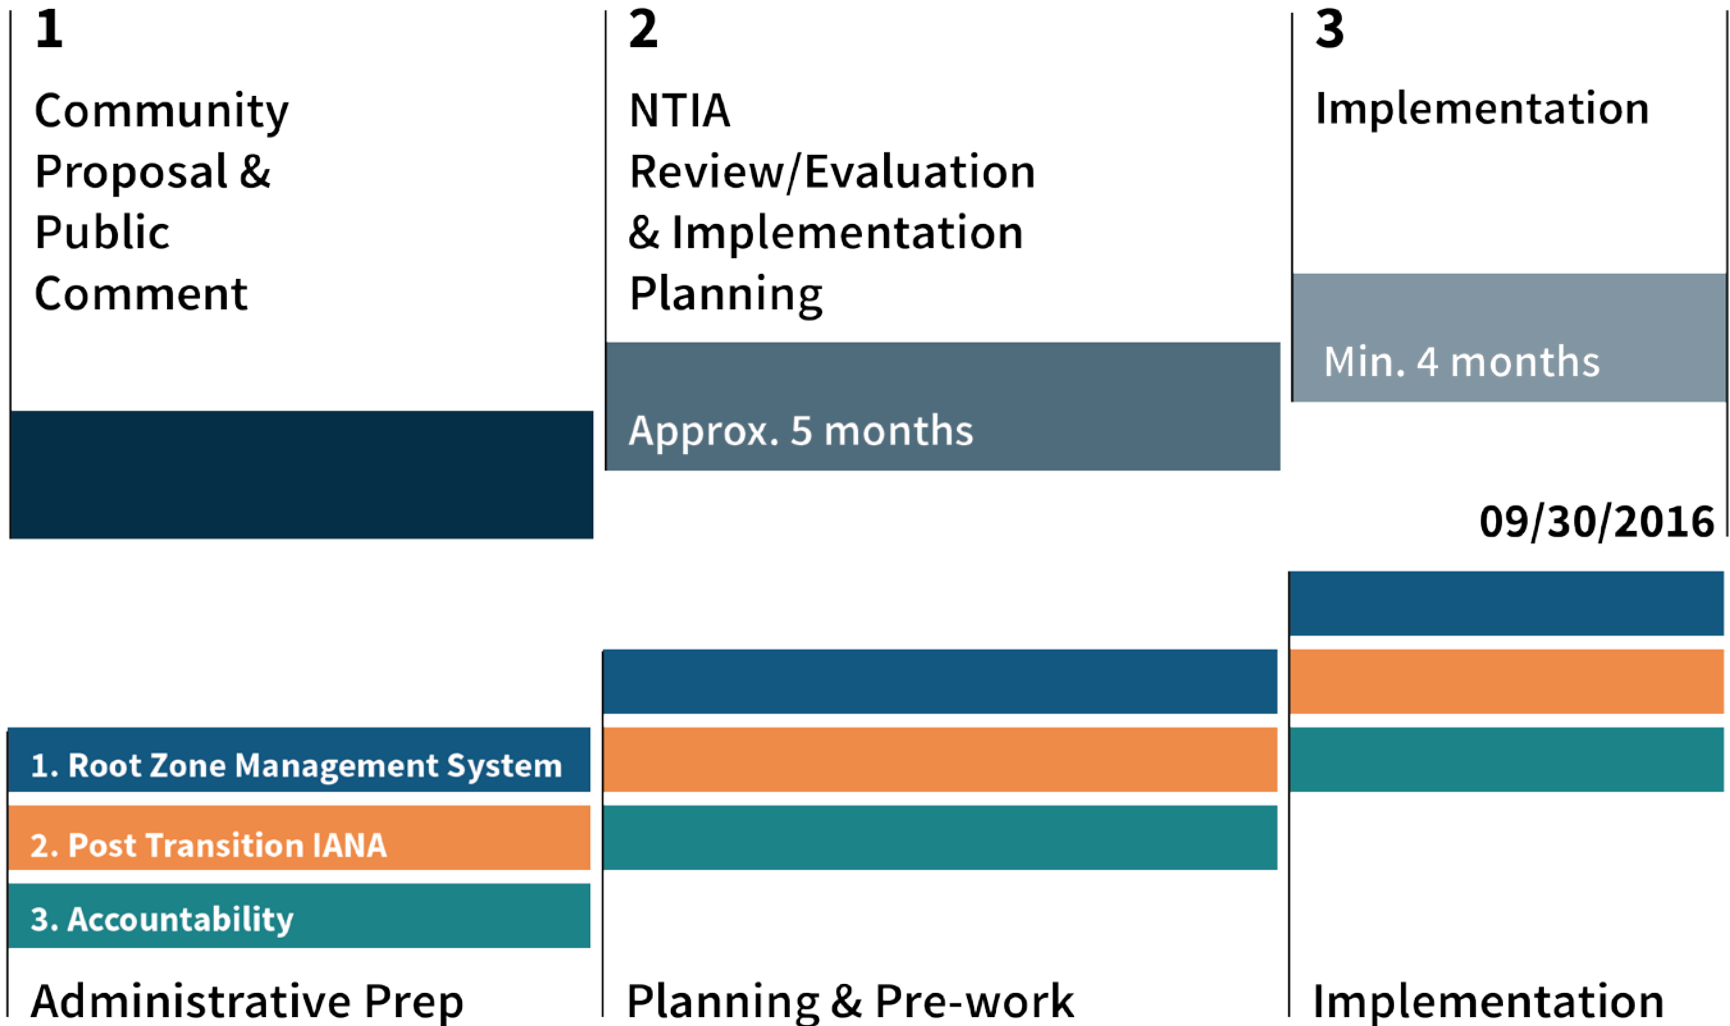 1
Community
Proposal &
Public
Comment
2
NTIA
Review/Evaluation
& Implementation
Planning
Approx. 5 months
3
Implementation
Min. 4 months
09/30/2016
1. Root Zone Management System
2. Post Transition IANA
3. Accountability
Administrative Prep
Planning & Pre-work
Implementation